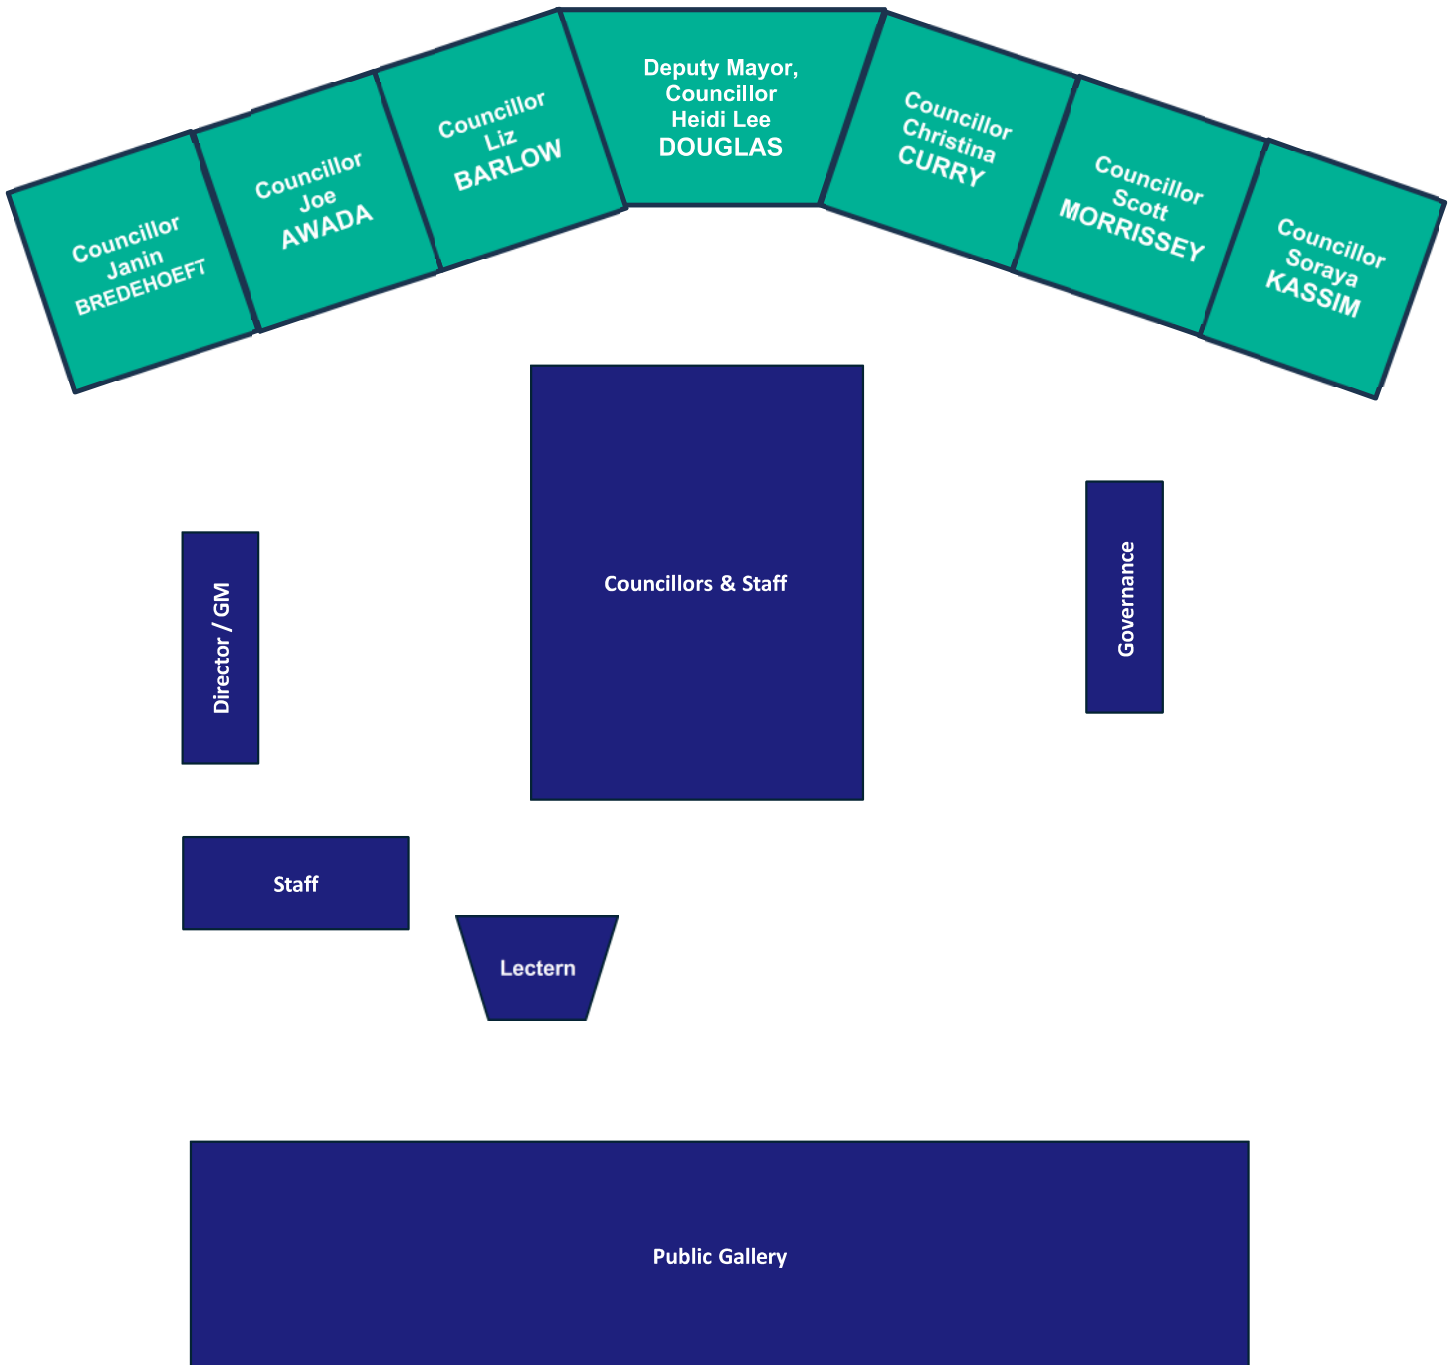 Councillor
Janin
BREDEHOEFT
Councillor
Joe
AWADA
Councillor
Liz
BARLOW
Deputy Mayor,
Councillor
Heidi Lee
DOUGLAS
Councillor
Christina
CURRY
Councillor
Scott
MORRISSEY
Councillor
Soraya
KASSIM
Director / GM
Councillors & Staff
Governance
Staff
Lectern
Public Gallery